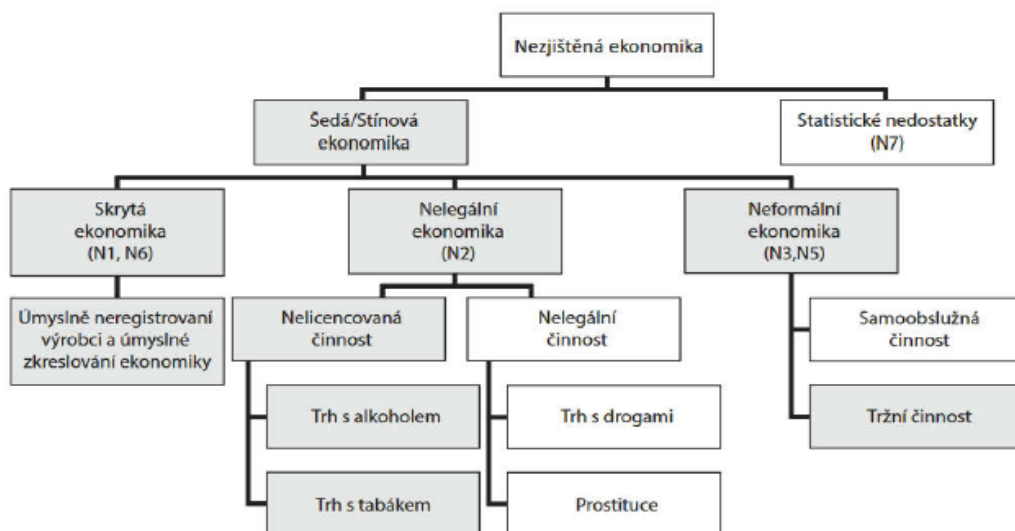 Nezjištěná ekonomika
Šedá/Stínová
ekonomika
Statistické nedostatky
(N7)
Skrytá
ekonomika
(N1, N6)
Nelegální
ekonomika
(N2)
Neformální
ekonomika
(N3,N5)
Úmyslně neregistrovaní
výrobci a úmyslné
zkreslování ekonomiky
Nelicencovaná
činnost
Nelegální
činnost
Samoobslužná
činnost
Trh s alkoholem
Trh s drogami
Tržní činnost
Trh s tabákem
Prostituce